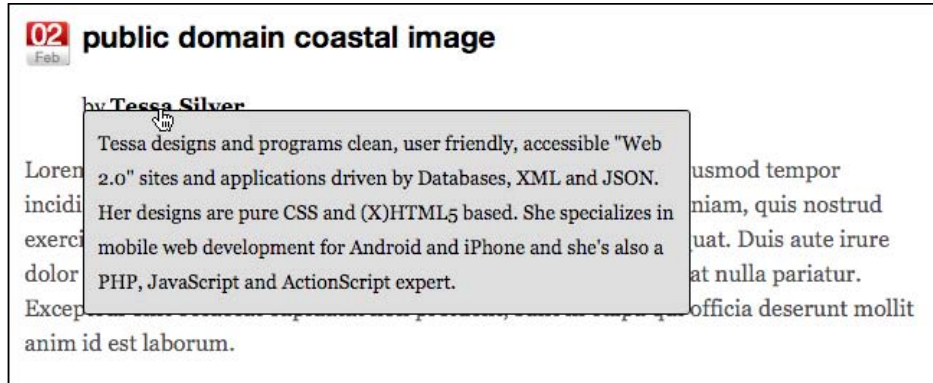 02
Feb
public domain coastal image
by Tessa Silver
Tessa designs and programs clean, user friendly, accessible "Web
2.0" sites and applications driven by Databases, XML and JSON.
Her designs are pure CSS and (X)HTML5 based. She specializes in
mobile web development for Android and iPhone and she's also a
PHP, JavaScript and ActionScript expert.
Lorem usmod tempor
incidi niam, quis nostrud
exerci uat. Duis aute irure
dolor at nulla pariatur.
Excep officia deserunt mollit
anim id est laborum.